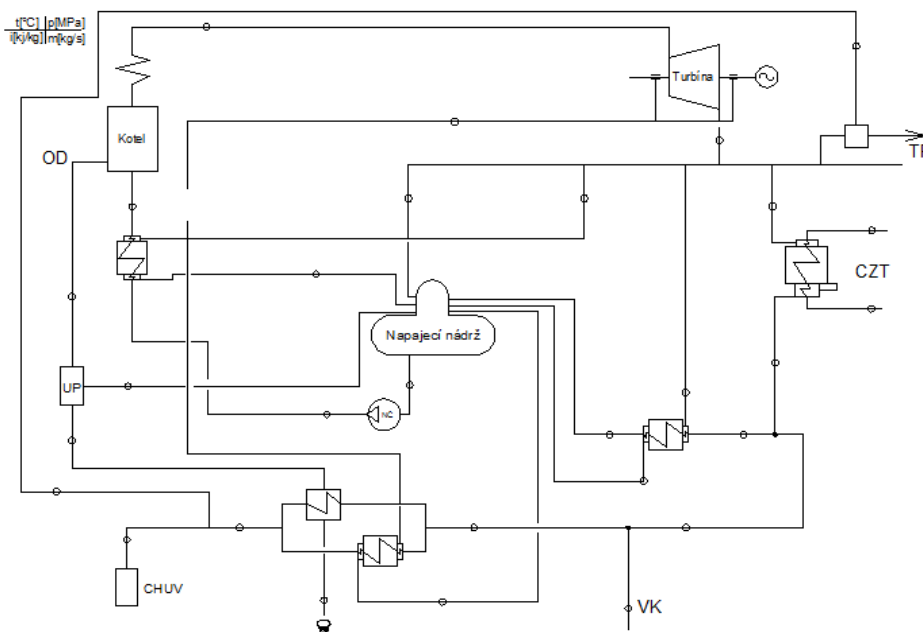 t[°C] p[MPa]
i[kj/kg] m[kg/s]
Turbína
Kotel
OD
CZT
Napajecí nádrž
UP
NČ
CHUV
VK